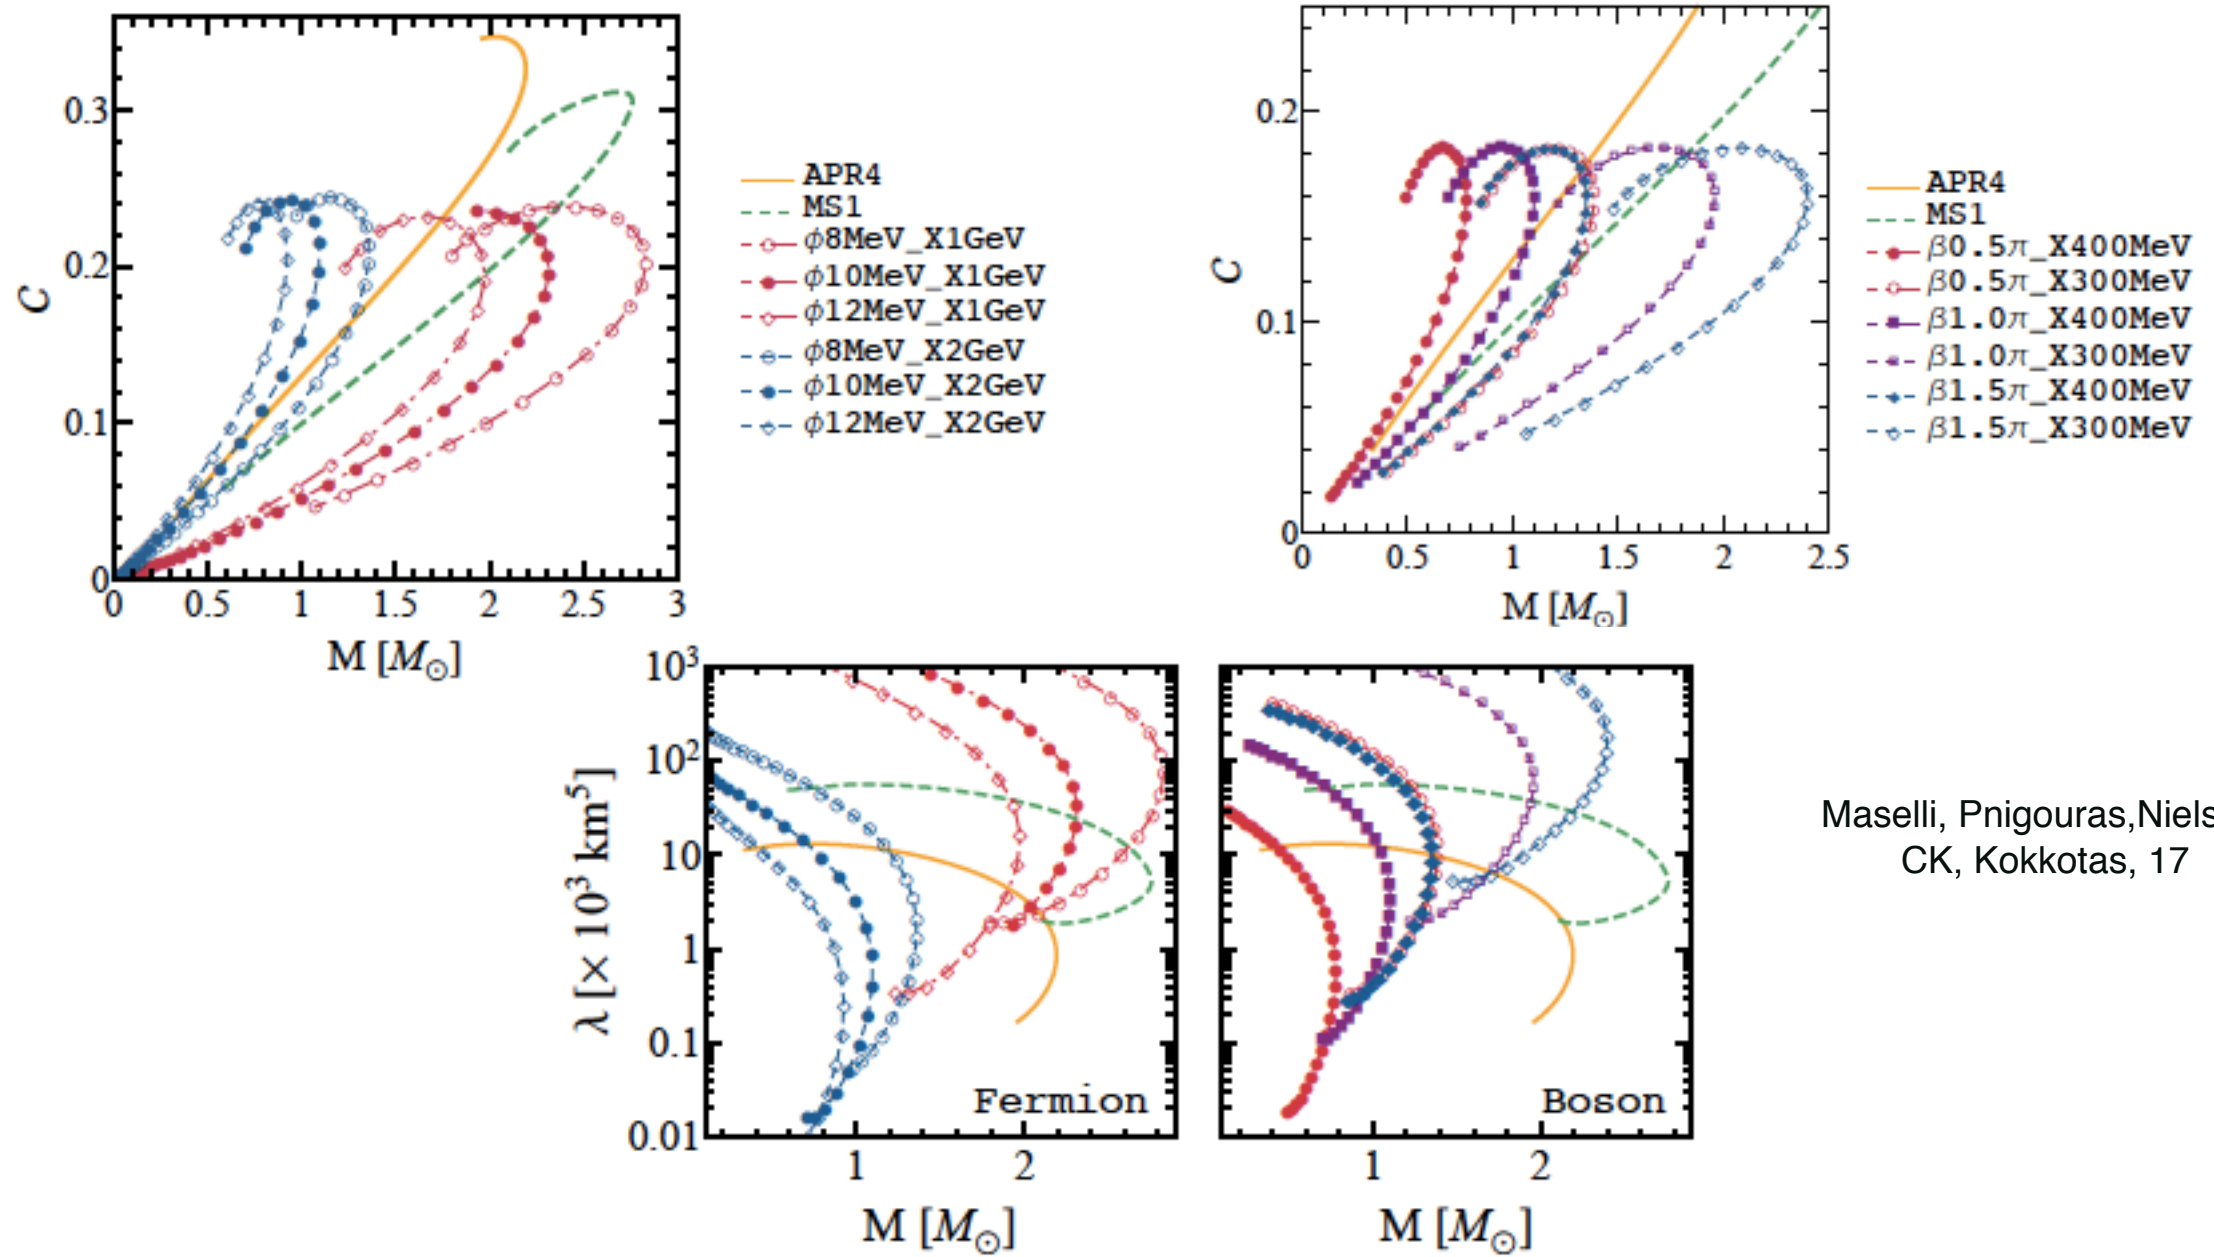 0.3
0.2
0.1
0
C
0 0.5 1 1.5 2 2.5 3
M [M⊙]
APR4
MS1
ϕ8MeV_X1GeV
ϕ10MeV_X1GeV
ϕ12MeV_X1GeV
ϕ8MeV_X2GeV
ϕ10MeV_X2GeV
ϕ12MeV_X2GeV
0.2
0.1
0
C
0 0.5 1 1.5 2 2.5
M [M⊙]
APR4
MS1
β0.5π_X400MeV
β0.5π_X300MeV
β1.0π_X400MeV
β1.0π_X300MeV
β1.5π_X400MeV
β1.5π_X300MeV
10³
10²
10
1
0.1
0.01
λ [× 10³ km⁵]
Fermion
1 2
M [M⊙]
Boson
1 2
M [M⊙]
Maselli, Pnigouras,Niels
CK, Kokkotas, 17